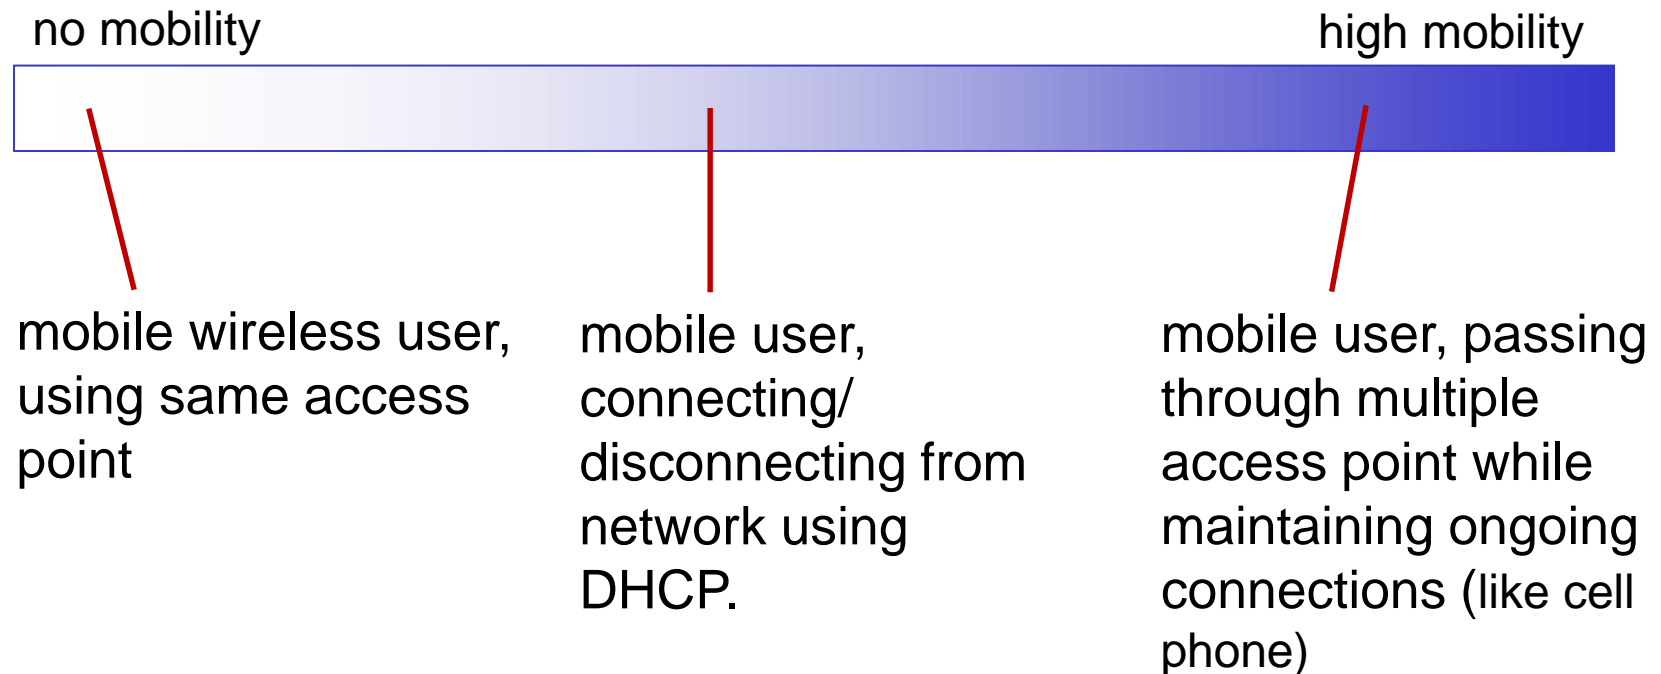 no mobility
high mobility
mobile wireless user,
using same access
point
mobile user,
connecting/
disconnecting from
network using
DHCP.
mobile user, passing
through multiple
access point while
maintaining ongoing
connections (like cell
phone)